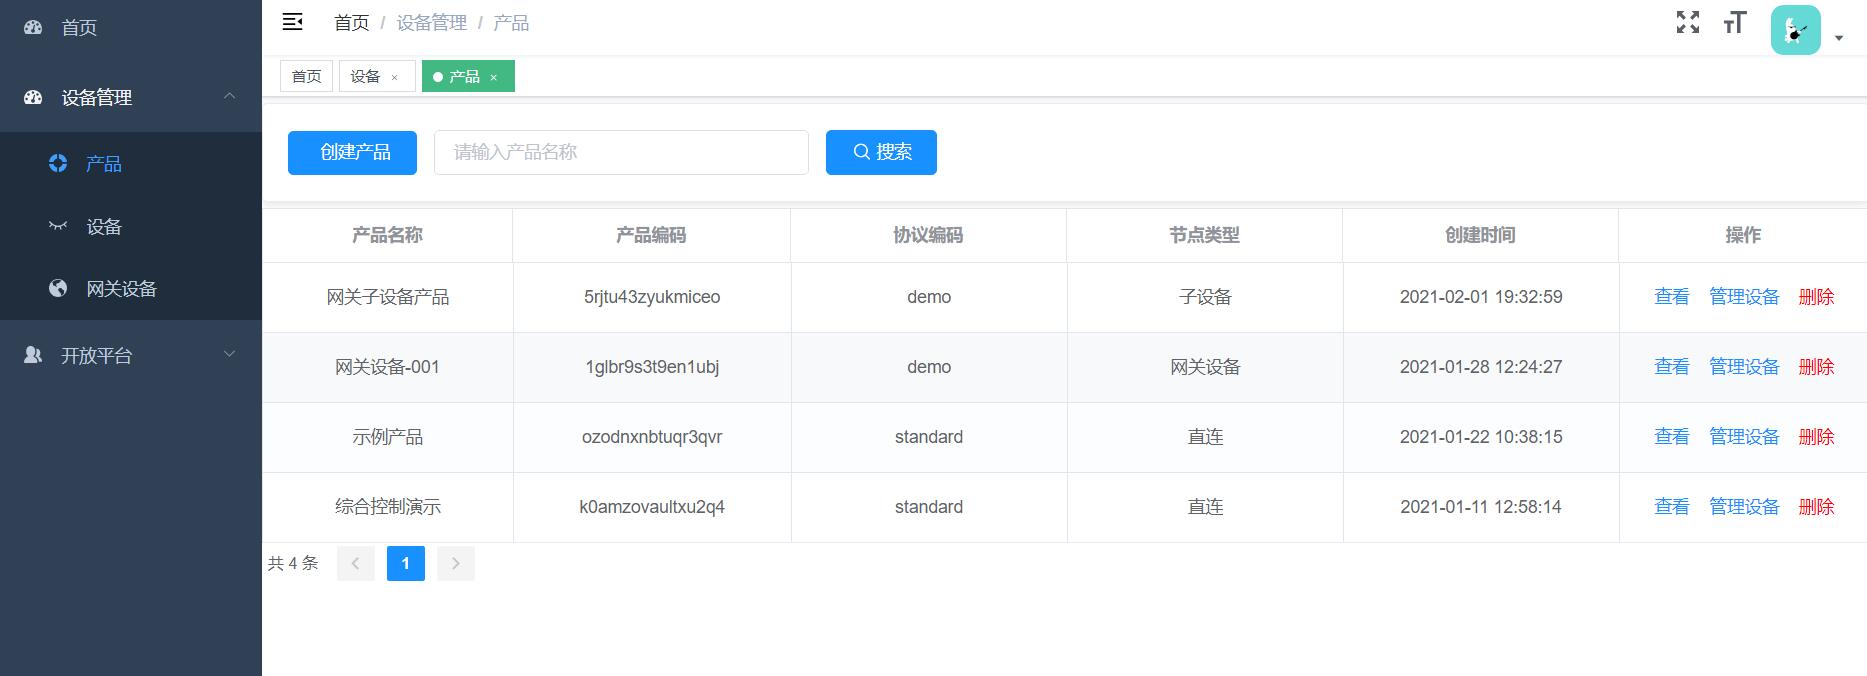 首页
设备管理
产品
设备
网关设备
开放平台
首页 / 设备管理 / 产品
首页 设备 × 产品 ×
创建产品 请输入产品名称 搜索
产品名称 产品编码 协议编码 节点类型 创建时间 操作
网关子设备产品 5rjtu43zyukmiceo demo 子设备 2021-02-01 19:32:59 查看 管理设备 删除
网关设备-001 1glbr9s3t9en1ubj demo 网关设备 2021-01-28 12:24:27 查看 管理设备 删除
示例产品 ozodnxnbtuqr3qvr standard 直连 2021-01-22 10:38:15 查看 管理设备 删除
综合控制演示 k0amzovaultxu2q4 standard 直连 2021-01-11 12:58:14 查看 管理设备 删除
共 4 条 1